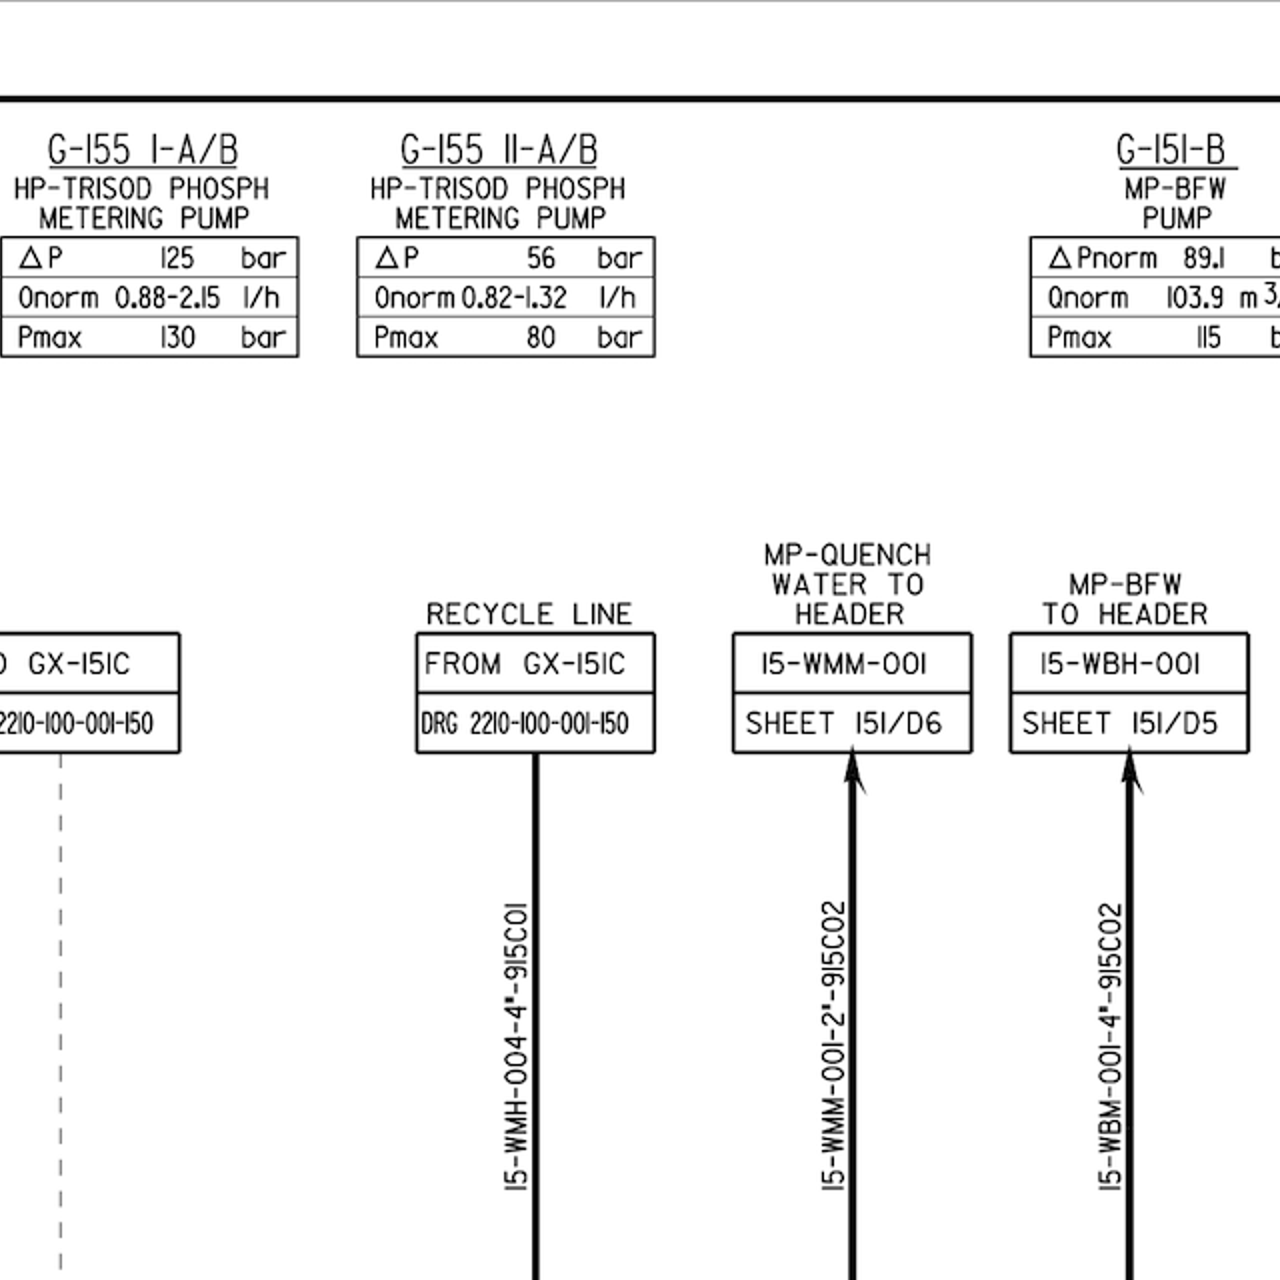 G-155 I-A/B
HP-TRISOD PHOSPH
METERING PUMP
△P 125 bar
Qnorm 0.88-2.15 l/h
Pmax 130 bar
G-155 II-A/B
HP-TRISOD PHOSPH
METERING PUMP
△P 56 bar
Qnorm 0.82-1.32 l/h
Pmax 80 bar
G-151-B
MP-BFW
PUMP
△Pnorm 89.1 b
Qnorm 103.9 m³/
Pmax 115 b
GX-151C
2210-100-001-150
RECYCLE LINE
FROM GX-151C
DRG 2210-100-001-150
MP-QUENCH
WATER TO
HEADER
15-WMM-001
SHEET 151/D6
MP-BFW
TO HEADER
15-WBH-001
SHEET 151/D5
15-WMH-004-4"-915C01
15-WMM-001-2"-915C02
15-WBM-001-4"-915C02